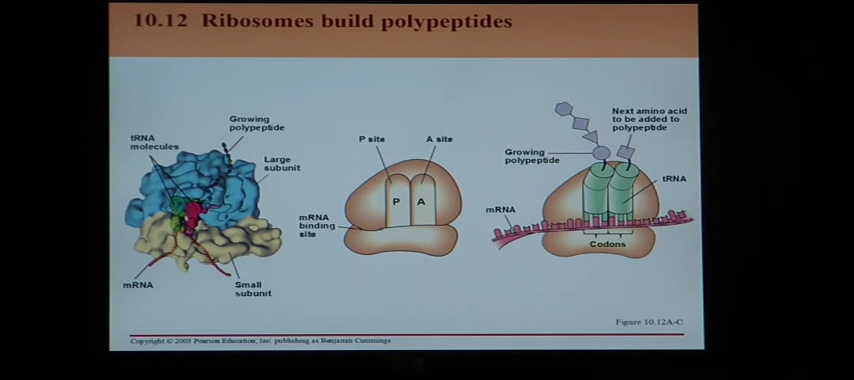 10.12 Ribosomes build polypeptides
tRNA
molecules
Growing
polypeptide
Large
subunit
mRNA
Small
subunit
P site
A site
P
A
mRNA
binding
site
Next amino acid
to be added to
polypeptide
Growing
polypeptide
tRNA
mRNA
Codons
Figure 10.12A-C
Copyright © 2005 Pearson Education, Inc. publishing as Benjamin Cummings